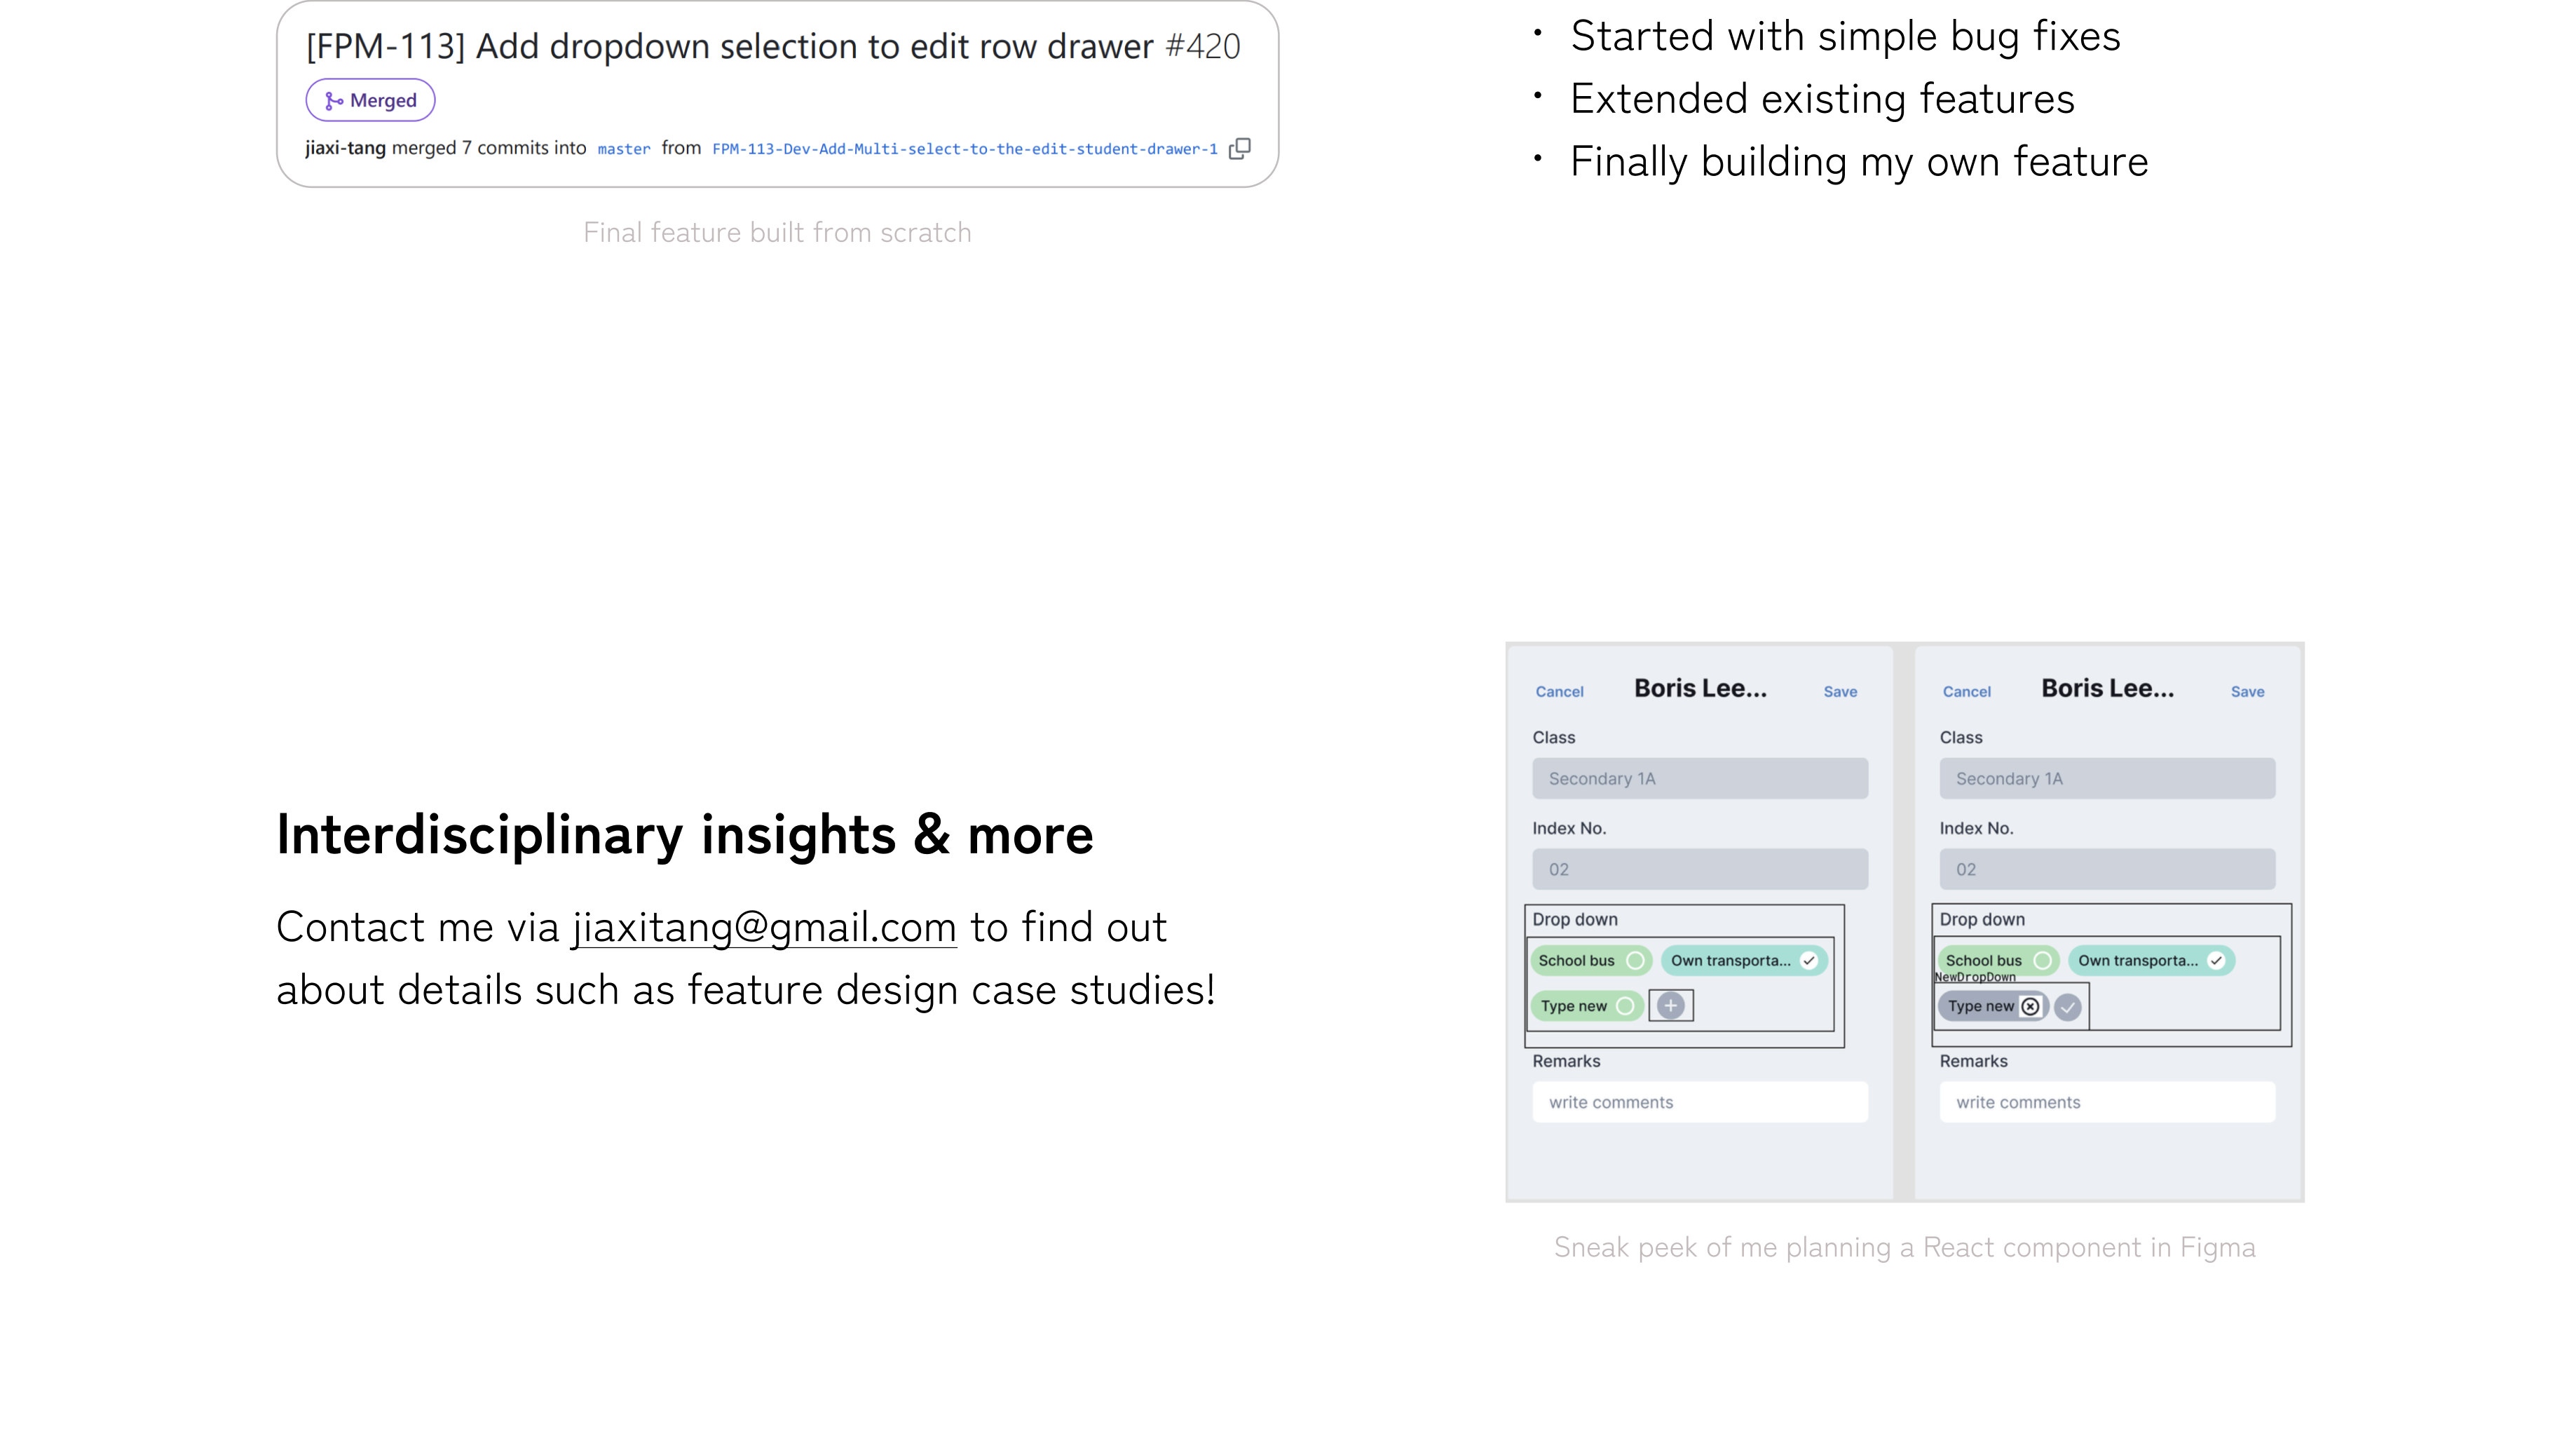 [FPM-113] Add dropdown selection to edit row drawer #420
Merged
jiaxi-tang merged 7 commits into master from FPM-113-Dev-Add-Multi-select-to-the-edit-student-drawer-1
Final feature built from scratch
• Started with simple bug fixes
• Extended existing features
• Finally building my own feature
Interdisciplinary insights & more
Contact me via jiaxitang@gmail.com to find out
about details such as feature design case studies!
Cancel Boris Lee... Save
Class
Secondary 1A
Index No.
02
Drop down
School bus Own transporta...
Type new
Remarks
write comments
Cancel Boris Lee... Save
Class
Secondary 1A
Index No.
02
Drop down
School bus Own transporta...
NewDropDown
Type new
Remarks
write comments
Sneak peek of me planning a React component in Figma